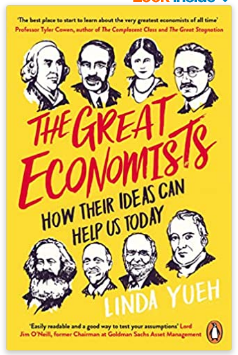 'The best place to start to learn about the very greatest economists of all time'
Professor Tyler Cowen, author of The Complacent Class and The Great Stagnation
THE GREAT
ECONOMISTS
HOW THEIR IDEAS CAN
HELP US TODAY
LINDA YUEH
'Easily readable and a good way to test your assumptions' Lord
Jim O'Neill, former Chairman at Goldman Sachs Asset Management